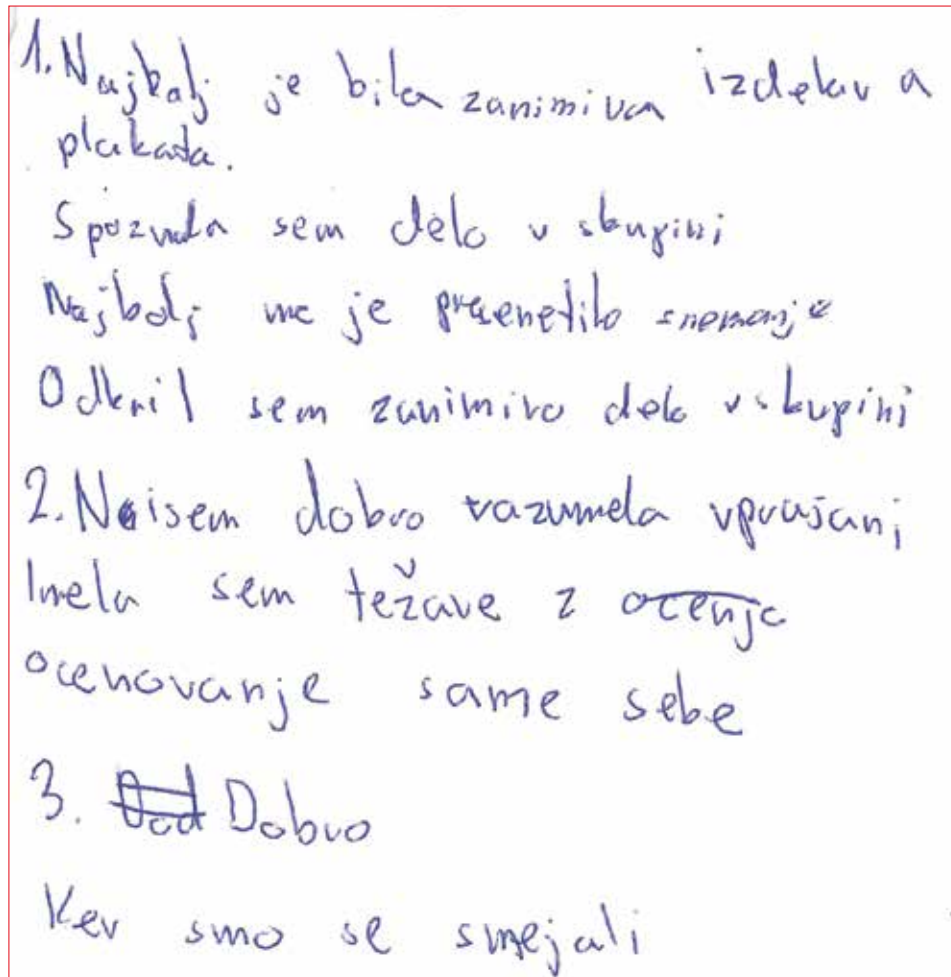 1. Najbolj je bila zanimiva izdelava
plakata.
Spoznala sem delo v skupini
Najbolj me je presenetilo snemanje
Odkril sem zanimivo delo v skupini
2. Nisem dobro razumela vprašanj
Imela sem težave z ocenje
ocenovanje same sebe
3. Dod Dobro
Ker smo se smejali